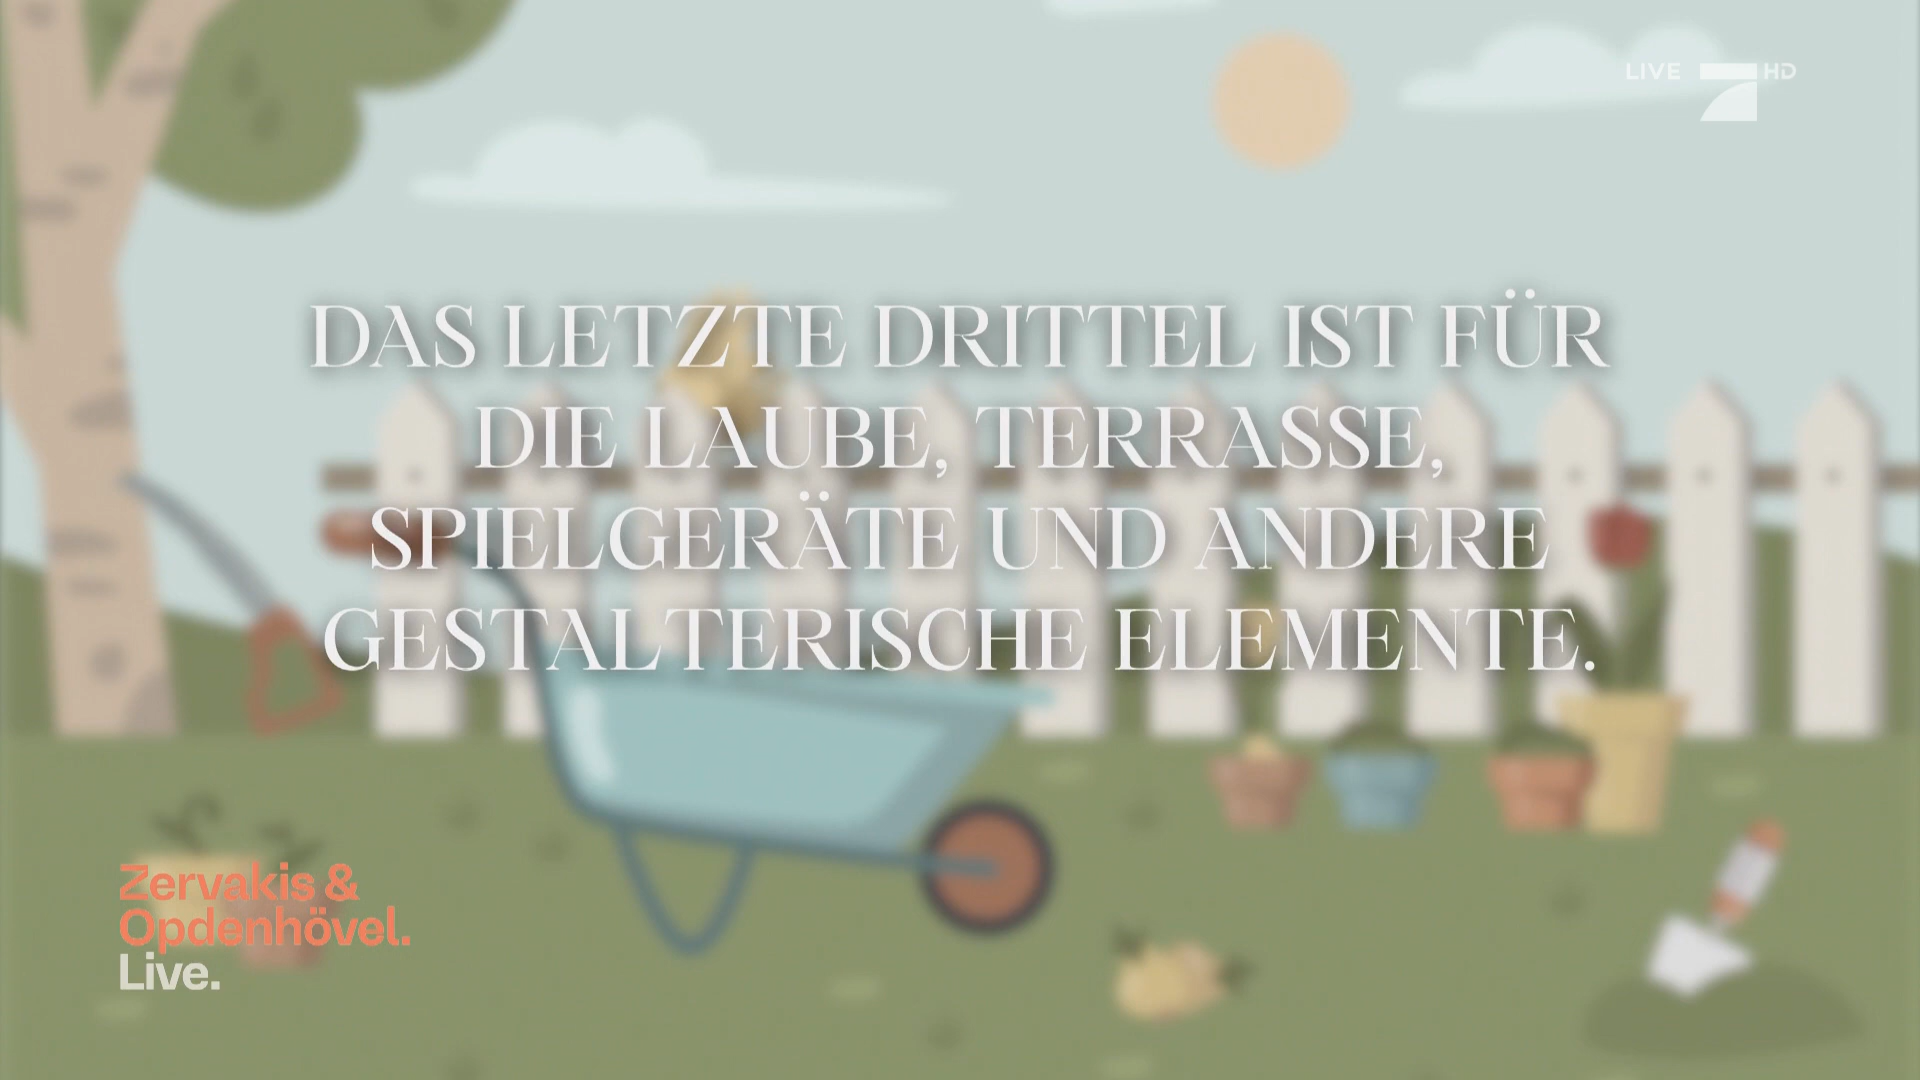 LIVE HD
DAS LETZTE DRITTEL IST FÜR
DIE LAUBE, TERRASSE,
SPIELGERÄTE UND ANDERE
GESTALTERISCHE ELEMENTE.
Zervakis &
Opdenhövel.
Live.